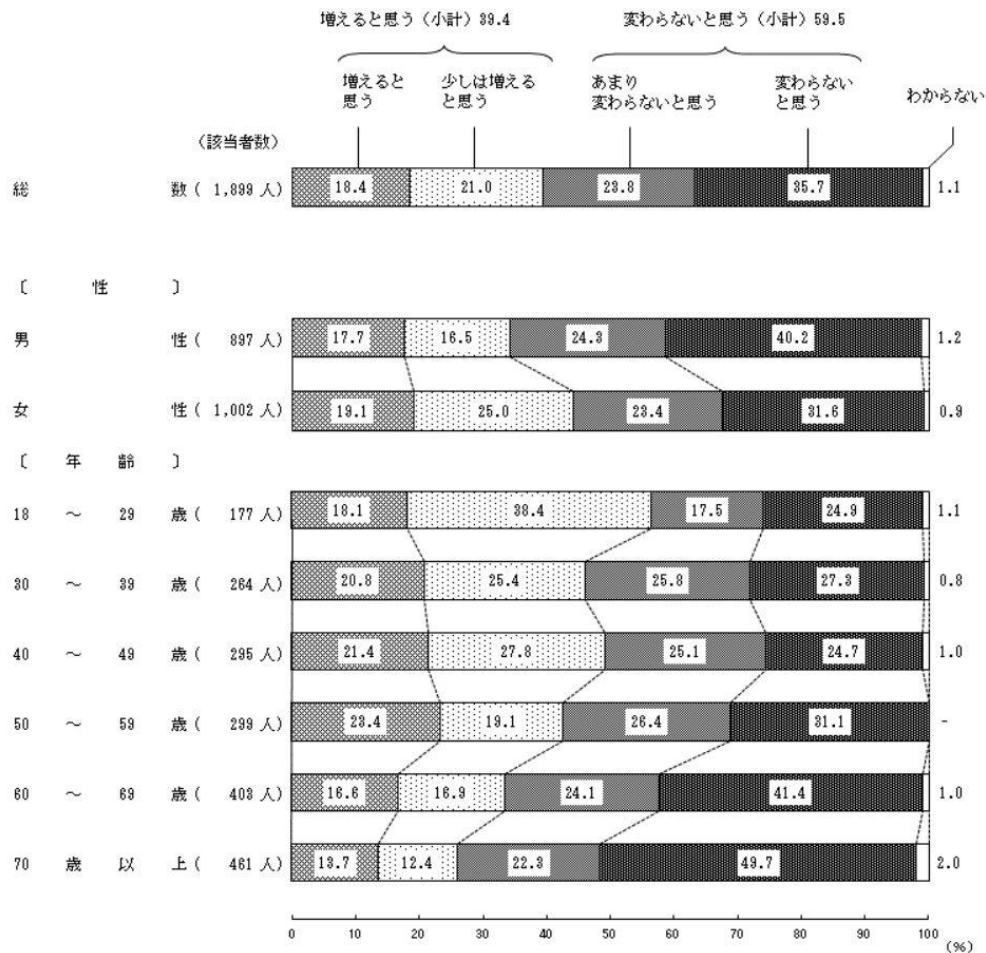 増えると思う（小計）39.4 変わらないと思う（小計）59.5
増えると 少しは増える あまり 変わらない わからない
思う と思う 変わらないと思う と思う
（該当者数）
総 数( 1,899 人) 18.4 21.0 23.8 35.7 1.1
〔 性 〕
男 性( 897 人) 17.7 16.5 24.3 40.2 1.2
女 性( 1,002 人) 19.1 25.0 23.4 31.6 0.9
〔 年 齢 〕
18 ～ 29 歳( 177 人) 18.1 38.4 17.5 24.9 1.1
30 ～ 39 歳( 264 人) 20.8 25.4 25.8 27.3 0.8
40 ～ 49 歳( 295 人) 21.4 27.8 25.1 24.7 1.0
50 ～ 59 歳( 299 人) 23.4 19.1 26.4 31.1 -
60 ～ 69 歳( 403 人) 16.6 16.9 24.1 41.4 1.0
70 歳 以 上( 461 人) 13.7 12.4 22.3 49.7 2.0
0 10 20 30 40 50 60 70 80 90 100
(%)